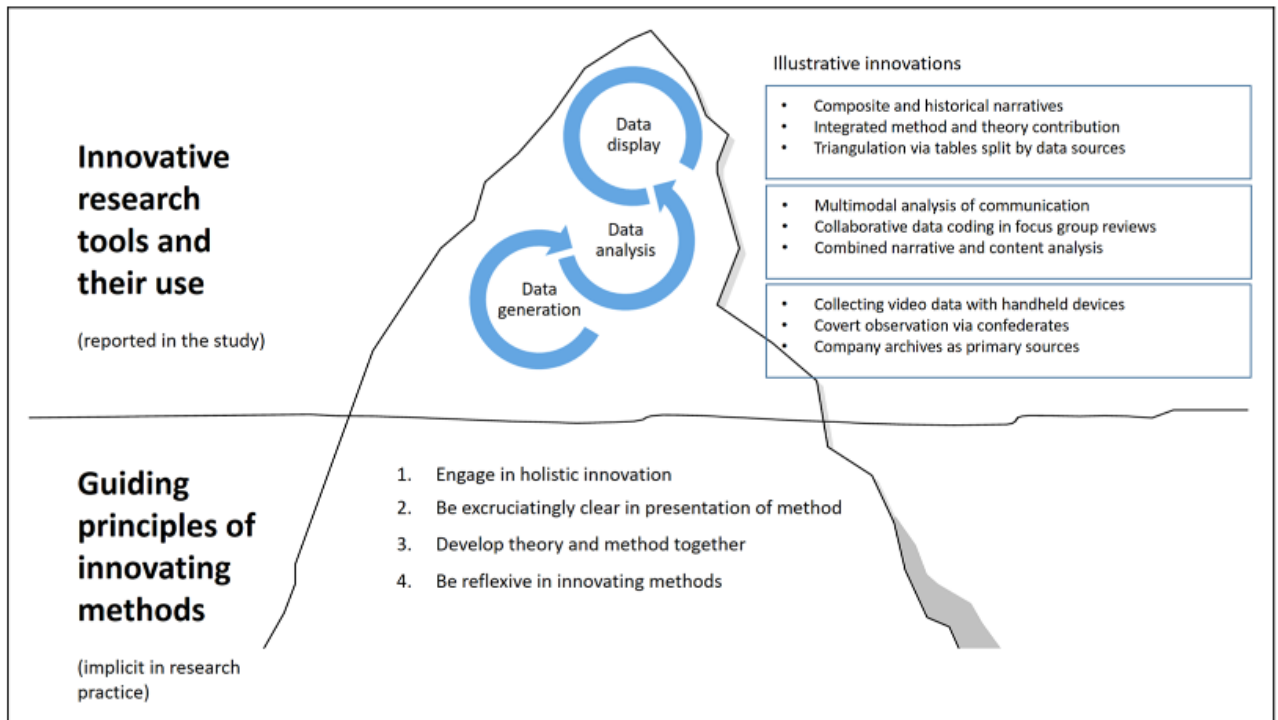 Innovative
research
tools and
their use
(reported in the study)
Data
display
Data
analysis
Data
generation
Illustrative innovations
• Composite and historical narratives
• Integrated method and theory contribution
• Triangulation via tables split by data sources
• Multimodal analysis of communication
• Collaborative data coding in focus group reviews
• Combined narrative and content analysis
• Collecting video data with handheld devices
• Covert observation via confederates
• Company archives as primary sources
Guiding
principles of
innovating
methods
(implicit in research
practice)
1. Engage in holistic innovation
2. Be excruciatingly clear in presentation of method
3. Develop theory and method together
4. Be reflexive in innovating methods